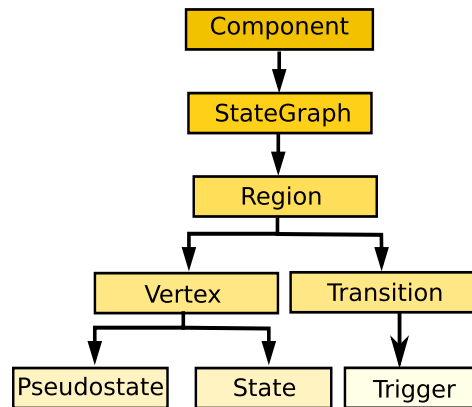 Component
StateGraph
Region
Vertex
Transition
Pseudostate
State
Trigger